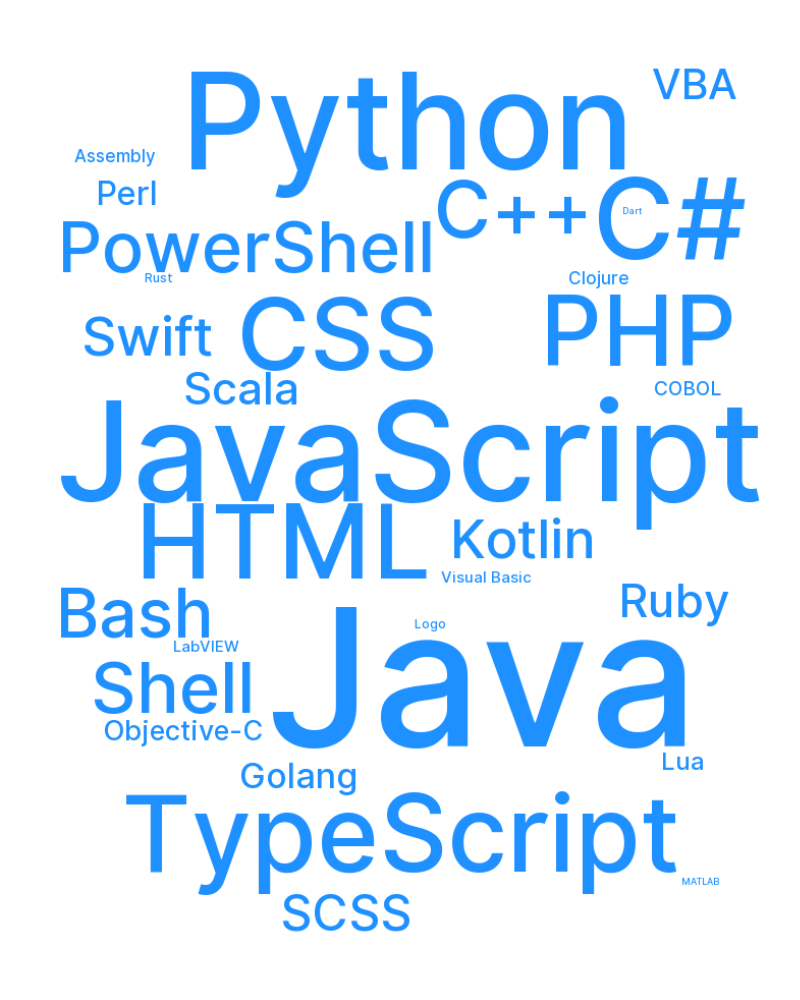 Python
VBA
Assembly
Perl
C++
C#
Dart
PowerShell
Rust
Clojure
CSS
PHP
Swift
Scala
COBOL
JavaScript
HTML
Kotlin
Visual Basic
Bash
Ruby
Logo
LabVIEW
Java
Shell
Objective-C
Lua
Golang
TypeScript
MATLAB
SCSS